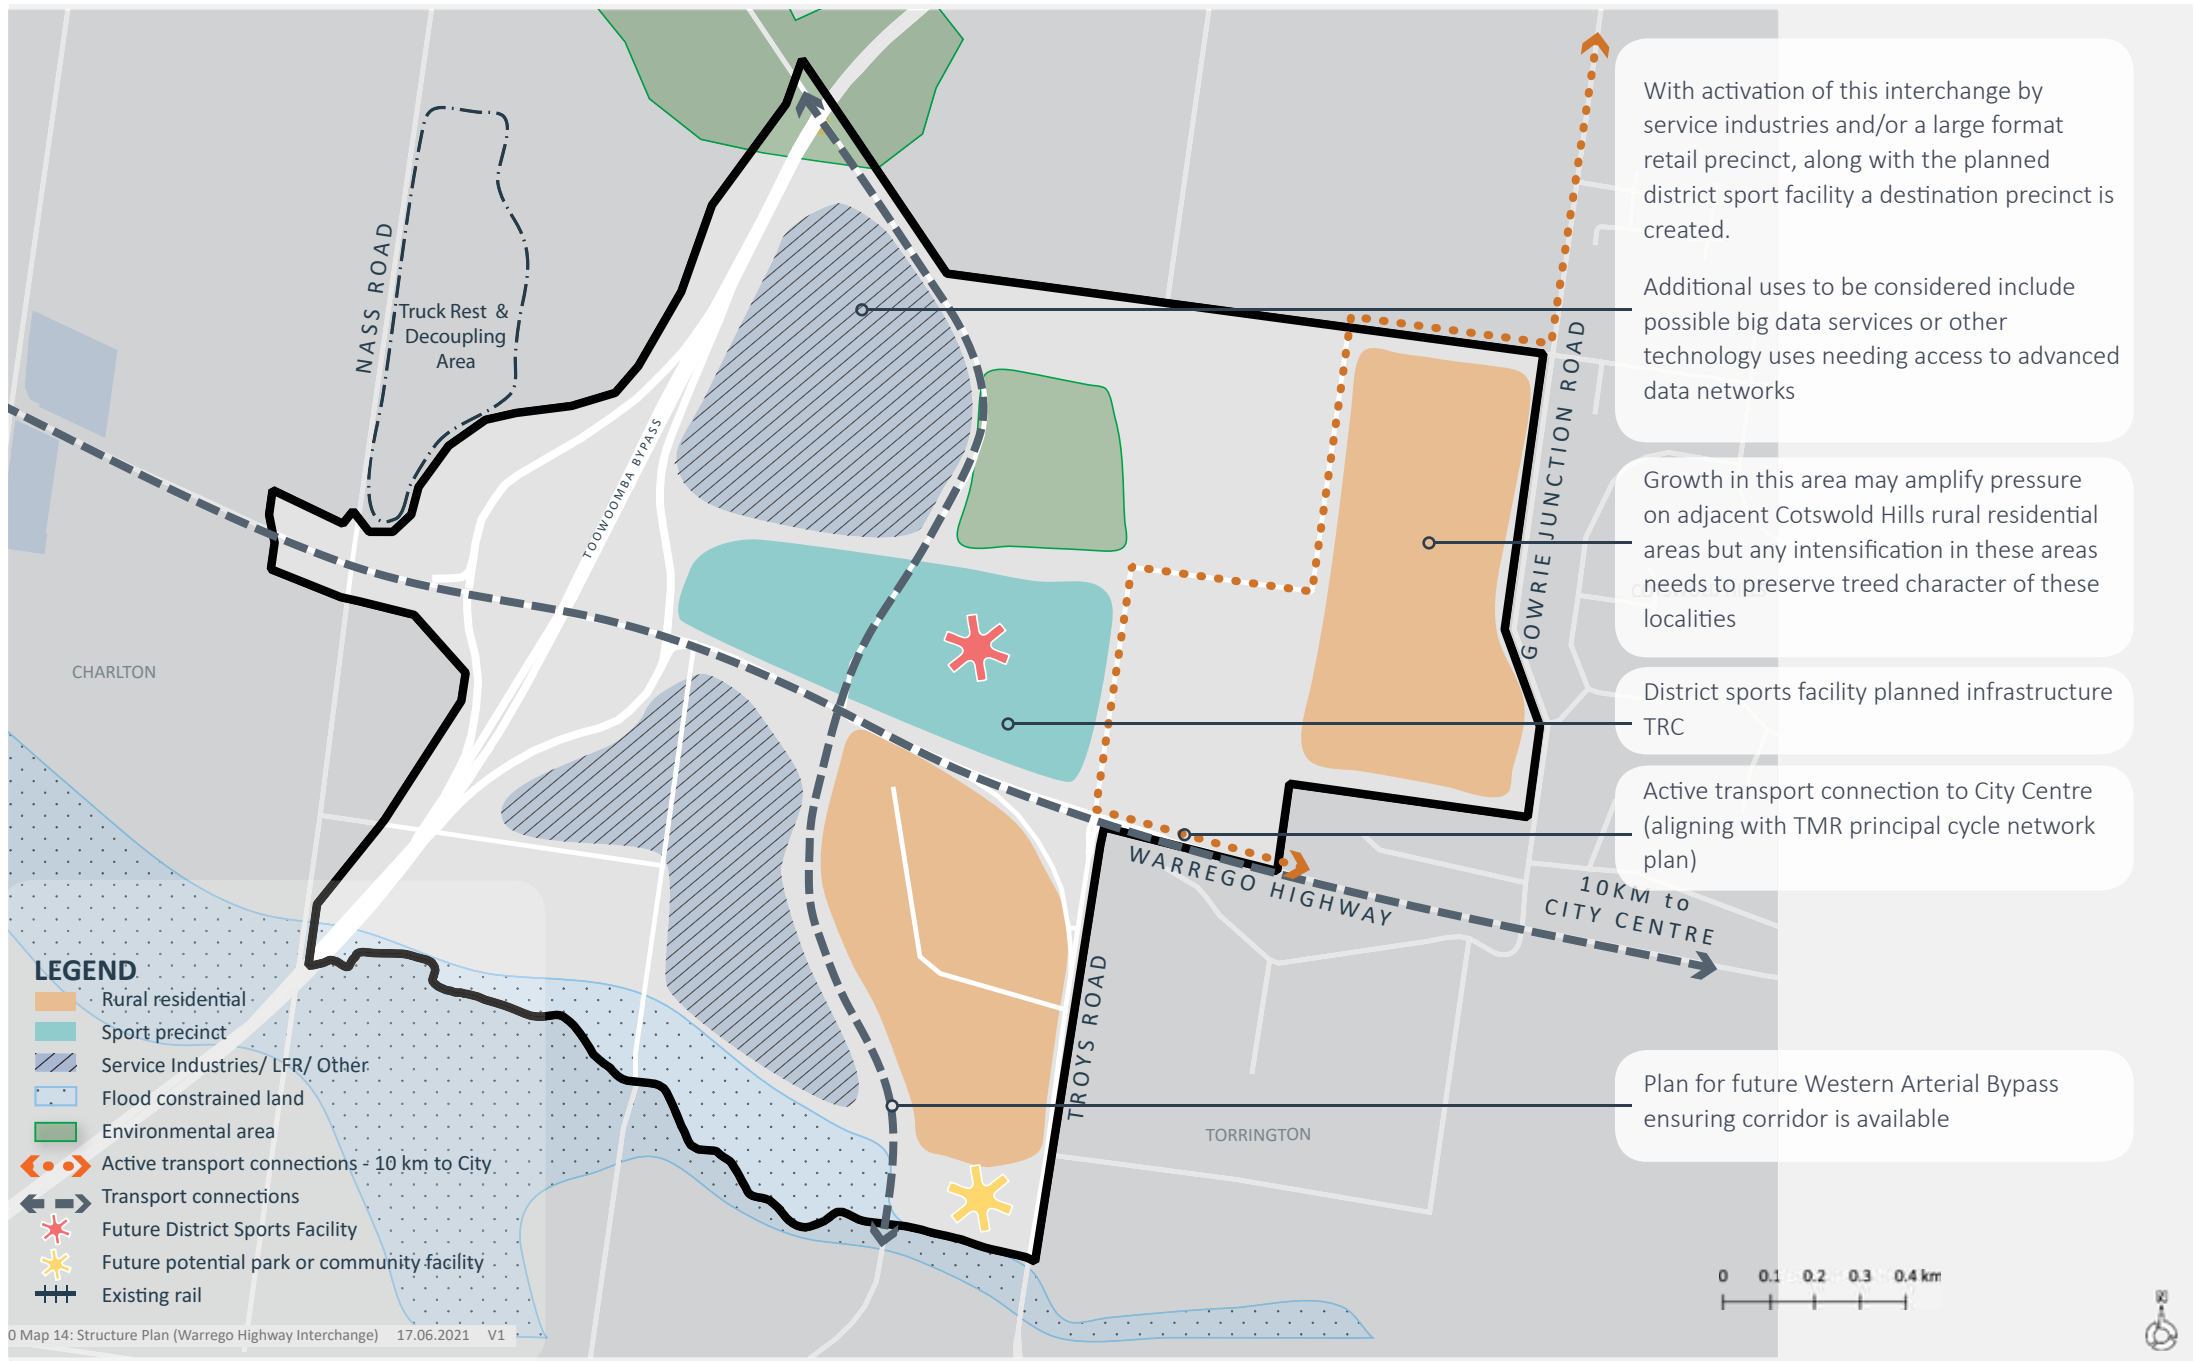 With activation of this interchange by
service industries and/or a large format
retail precinct, along with the planned
district sport facility a destination precinct is
created.
Additional uses to be considered include
possible big data services or other
technology uses needing access to advanced
data networks
Growth in this area may amplify pressure
on adjacent Cotswold Hills rural residential
areas but any intensification in these areas
needs to preserve treed character of these
localities
District sports facility planned infrastructure
TRC
Active transport connection to City Centre
(aligning with TMR principal cycle network
plan)
Plan for future Western Arterial Bypass
ensuring corridor is available
NASS ROAD
Truck Rest &
Decoupling
Area
TOOWOOMBA BYPASS
GOWRIE JUNCTION ROAD
CHARLTON
WARREGO HIGHWAY
10KM to
CITY CENTRE
TROYS ROAD
TORRINGTON
LEGEND
Rural residential
Sport precinct
Service Industries/ LFR/ Other
Flood constrained land
Environmental area
Active transport connections - 10 km to City
Transport connections
Future District Sports Facility
Future potential park or community facility
Existing rail
0 Map 14: Structure Plan (Warrego Highway Interchange) 17.06.2021 V1
0 0.1 0.2 0.3 0.4 km
N